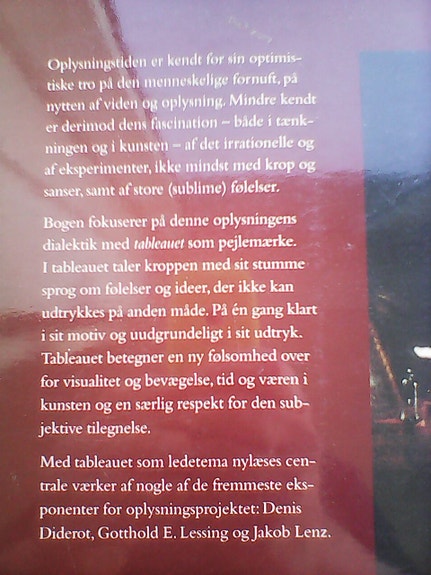 Oplysningstiden er kendt for sin optimis-
tiske tro på den menneskelige fornuft, på
nytten af viden og oplysning. Mindre kendt
er derimod dens fascination – både i tænk-
ningen og i kunsten – af det irrationelle og
af eksperimenter, ikke mindst med krop og
sanser, samt af store (sublime) følelser.
Bogen fokuserer på denne oplysningens
dialektik med tableauet som pejlemærke.
I tableauet taler kroppen med sit stumme
sprog om følelser og ideer, der ikke kan
udtrykkes på anden måde. På én gang klart
i sit motiv og uudgrundeligt i sit udtryk.
Tableauet betegner en ny følsomhed over
for visualitet og bevægelse, tid og væren i
kunsten og en særlig respekt for den sub-
jektive tilegnelse.
Med tableauet som ledetema nylæses cen-
trale værker af nogle af de fremmeste eks-
ponenter for oplysningsprojektet: Denis
Diderot, Gotthold E. Lessing og Jakob Lenz.